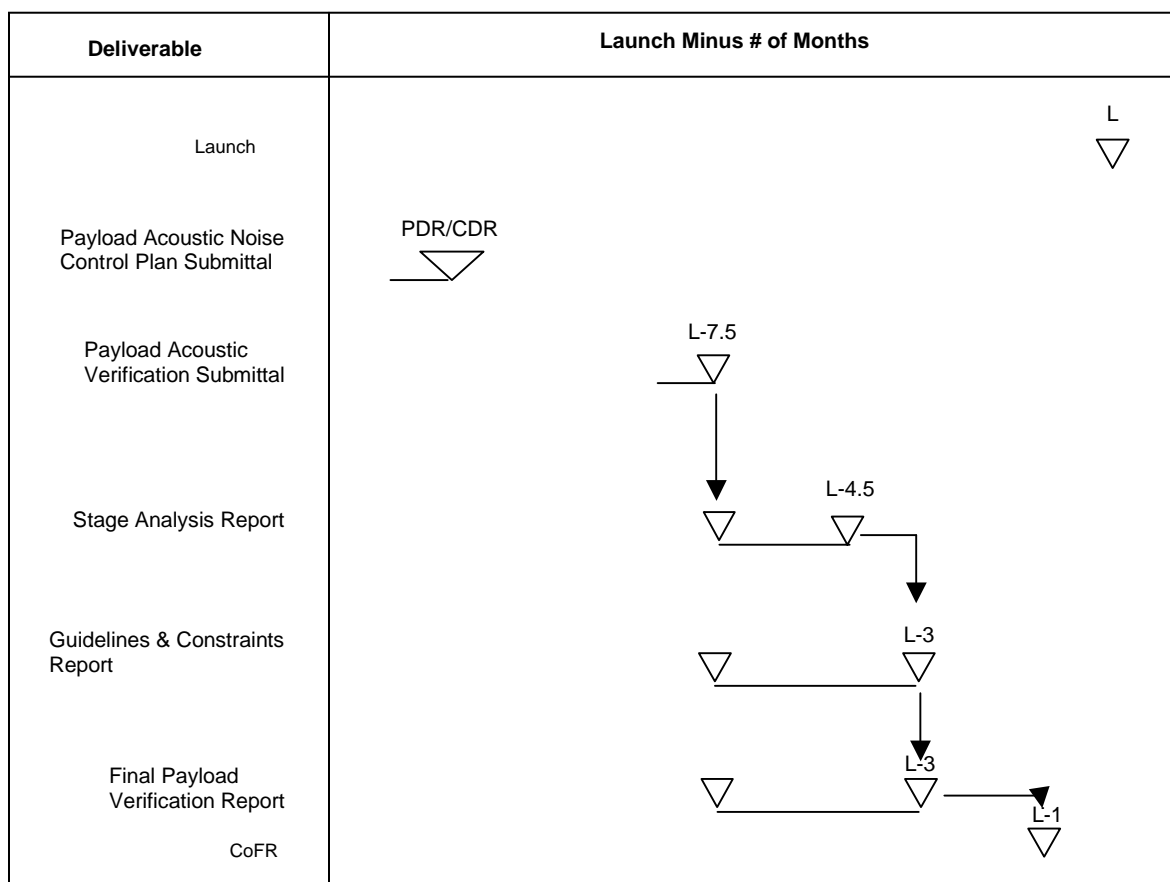 Deliverable
Launch Minus # of Months
L
Launch
PDR/CDR
Payload Acoustic Noise
Control Plan Submittal
L-7.5
Payload Acoustic
Verification Submittal
L-4.5
Stage Analysis Report
Guidelines & Constraints
Report
L-3
Final Payload
Verification Report
L-3
L-1
CoFR